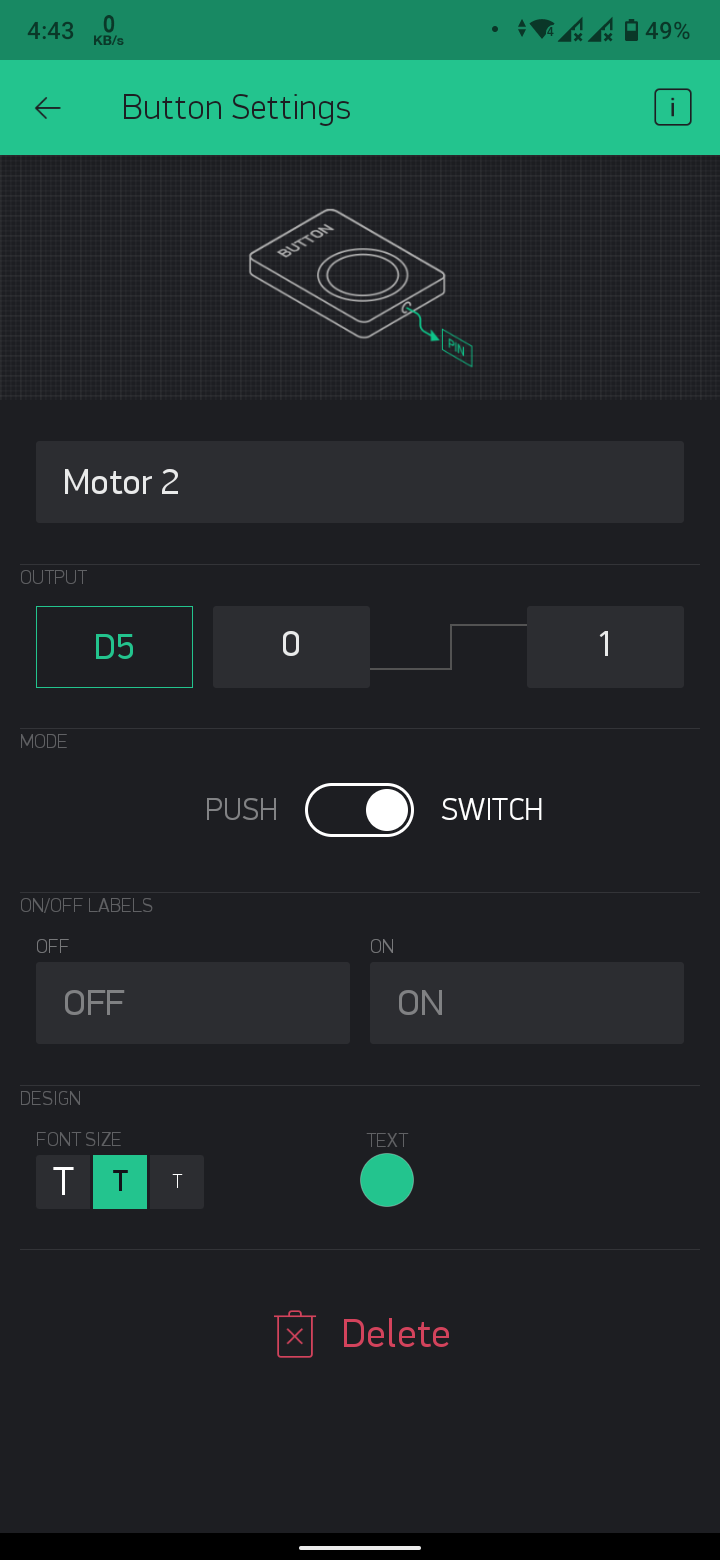 4:43 0 KB/s 4 49%
Button Settings i
BUTTON
PIN
Motor 2
OUTPUT
D5 0 1
MODE
PUSH SWITCH
ON/OFF LABELS
OFF ON
OFF ON
DESIGN
FONT SIZE TEXT
T T T
Delete